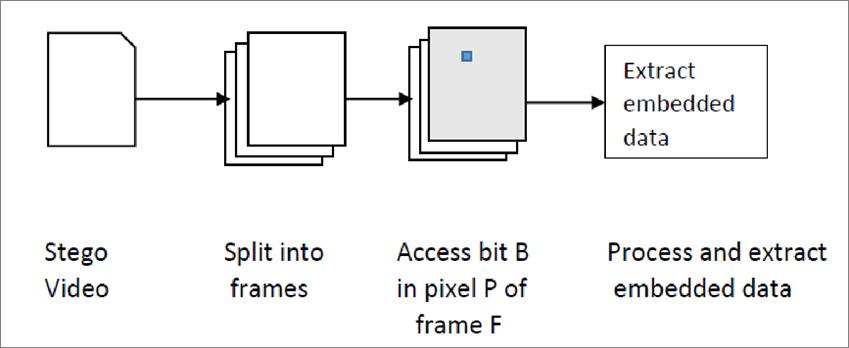 Extract
embedded
data
Stego
Video
Split into
frames
Access bit B
in pixel P of
frame F
Process and extract
embedded data